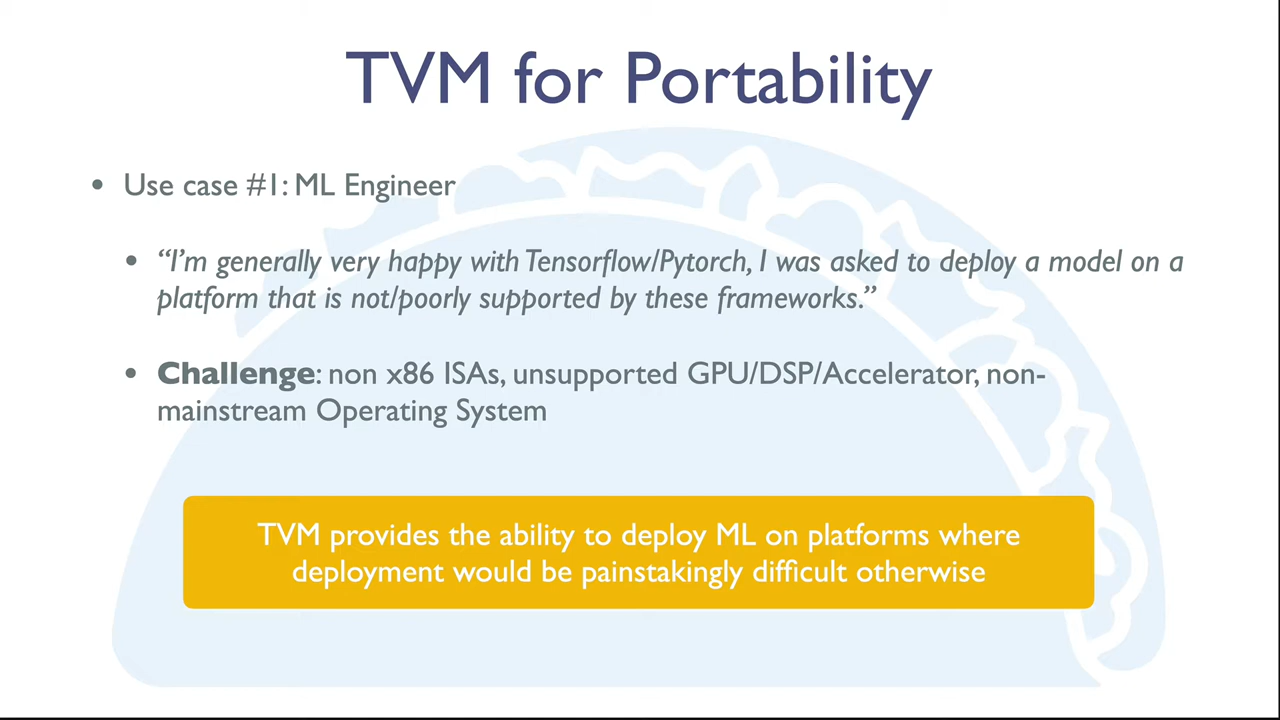 TVM for Portability
• Use case #1: ML Engineer
• “I’m generally very happy with Tensorflow/Pytorch, I was asked to deploy a model on a
platform that is not/poorly supported by these frameworks.”
• Challenge: non x86 ISAs, unsupported GPU/DSP/Accelerator, non-
mainstream Operating System
TVM provides the ability to deploy ML on platforms where
deployment would be painstakingly difficult otherwise